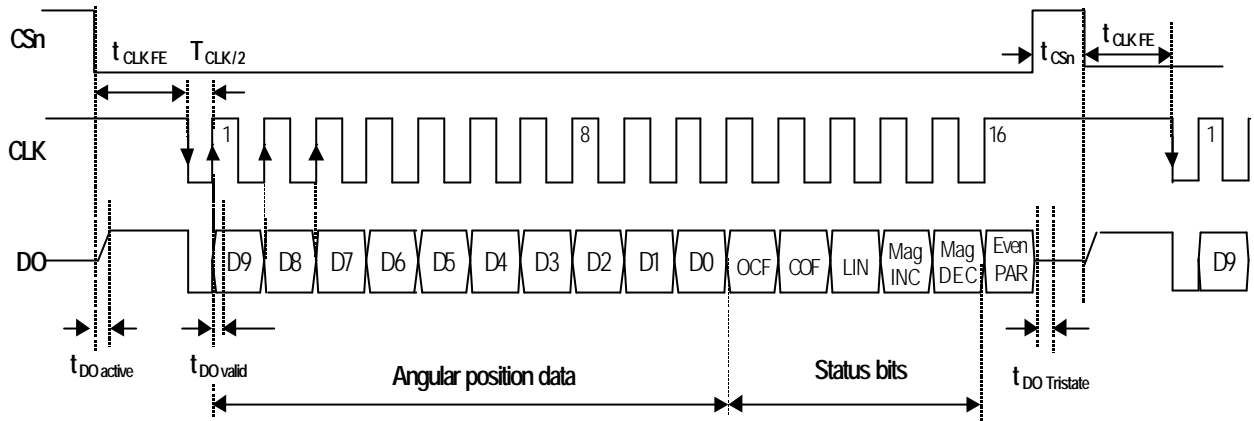 CSn
t CLK FE
T CLK/2
t CSn
t CLK FE
CLK
1
8
16
1
DO
D9
D8
D7
D6
D5
D4
D3
D2
D1
D0
OCF
COF
LIN
Mag
INC
Mag
DEC
Even
PAR
D9
t DO active
t DO valid
Angular position data
Status bits
t DO Tristate